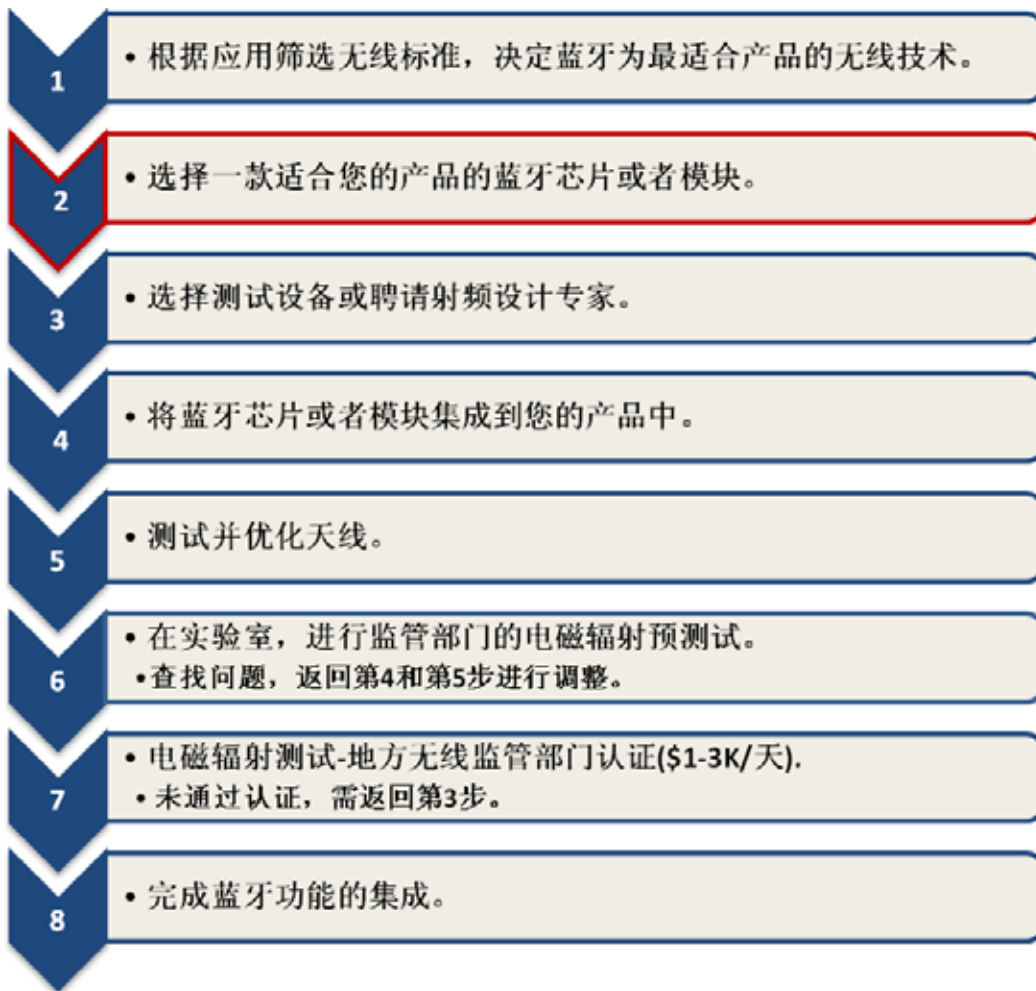 1
• 根据应用筛选无线标准，决定蓝牙为最适合产品的无线技术。
2
• 选择一款适合您的产品的蓝牙芯片或者模块。
3
• 选择测试设备或聘请射频设计专家。
4
• 将蓝牙芯片或者模块集成到您的产品中。
5
• 测试并优化天线。
6
• 在实验室，进行监管部门的电磁辐射预测试。
•查找问题，返回第4和第5步进行调整。
7
• 电磁辐射测试-地方无线监管部门认证($1-3K/天).
• 未通过认证，需返回第3步。
8
• 完成蓝牙功能的集成。